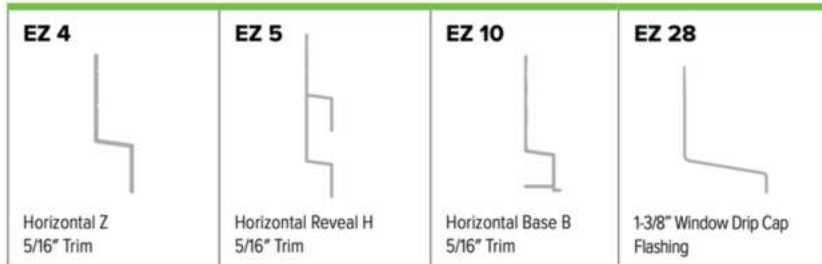 EZ 4
Horizontal Z
5/16” Trim
EZ 5
Horizontal Reveal H
5/16” Trim
EZ 10
Horizontal Base B
5/16” Trim
EZ 28
1-3/8” Window Drip Cap
Flashing